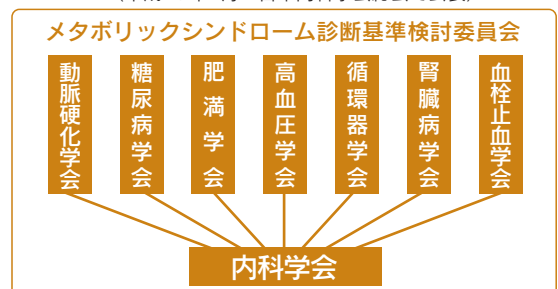 メタボリックシンドローム診断基準検討委員会
動脈硬化学会
糖尿病学会
肥満学会
高血圧学会
循環器学会
腎臓病学会
血栓止血学会
内科学会